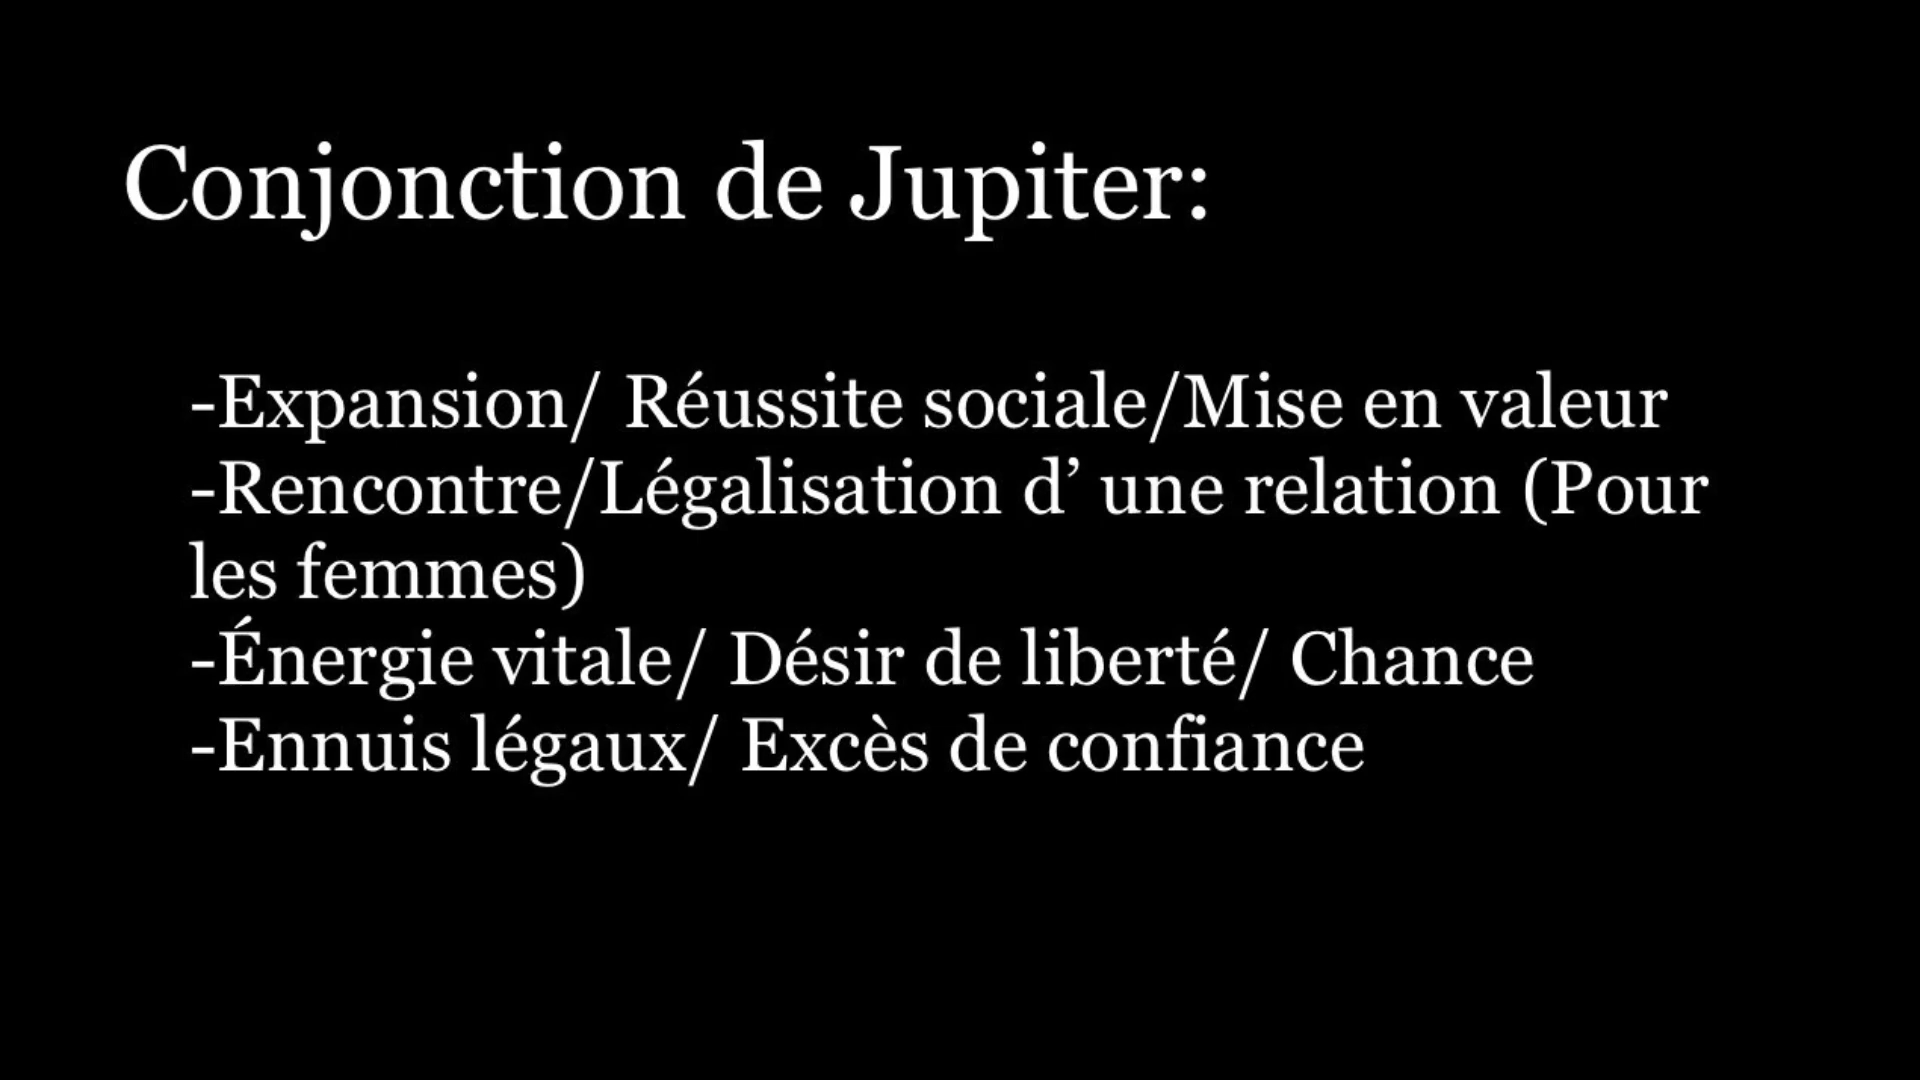 Conjonction de Jupiter:
-Expansion/ Réussite sociale/Mise en valeur
-Rencontre/Légalisation d’ une relation (Pour
les femmes)
-Énergie vitale/ Désir de liberté/ Chance
-Ennuis légaux/ Excès de confiance